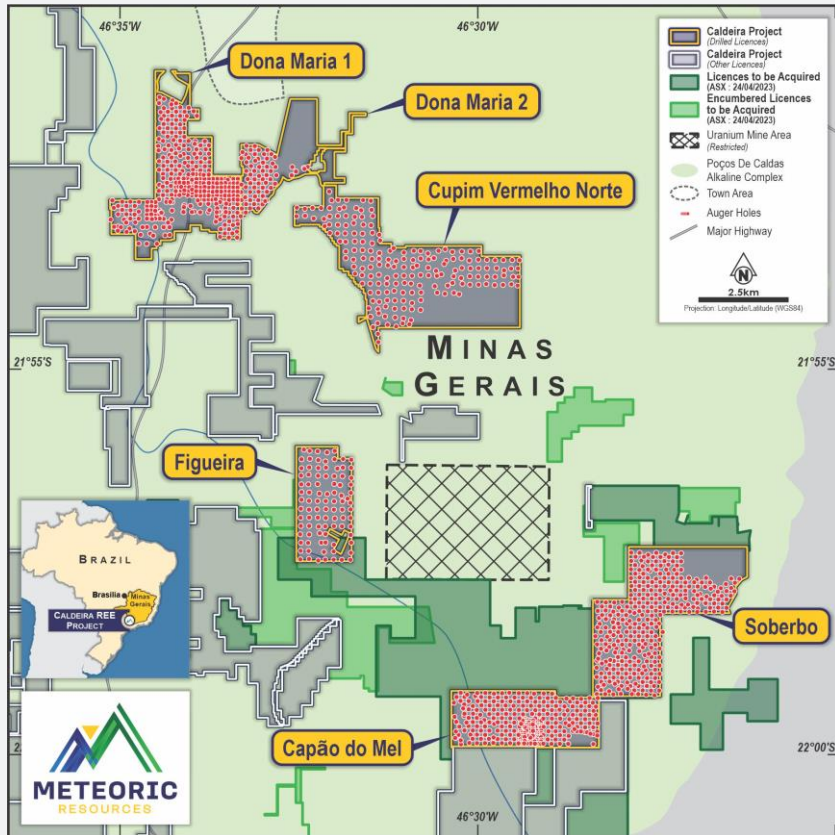 46°35'W
46°30'W
Dona Maria 1
Dona Maria 2
Cupim Vermelho Norte
Caldeira Project
(Drilled Licences)
Caldeira Project
(Other Licences)
Licences to be Acquired
(ASX : 24/04/2023)
Encumbered Licences
to be Acquired
(ASX : 24/04/2023)
Uranium Mine Area
(Restricted)
Poços De Caldas
Alkaline Complex
Town Area
Auger Holes
Major Highway
N
2.5km
Projection: Longitude/Latitude (WGS84)
21°55'S
21°55'S
MINAS
GERAIS
Figueira
BRAZIL
Brasília
Minas
Gerais
CALDEIRA REE
PROJECT
Soberbo
Capão do Mel
22°00'S
METEORIC
RESOURCES
46°30'W